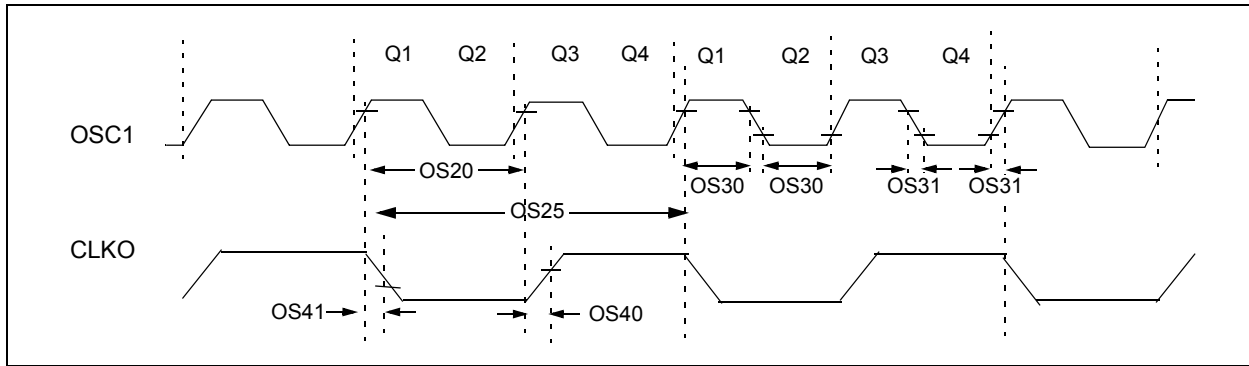 Q1 Q2 Q3 Q4 Q1 Q2 Q3 Q4
OSC1
OS20 OS30 OS30 OS31 OS31
OS25
CLKO
OS41 OS40